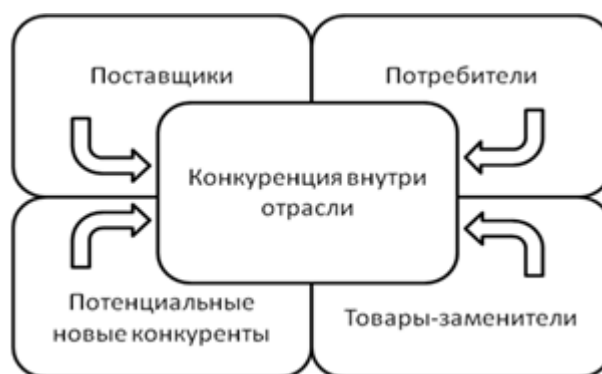 Поставщики
Потребители
Конкуренция внутри
отрасли
Потенциальные
новые конкуренты
Товары-заменители